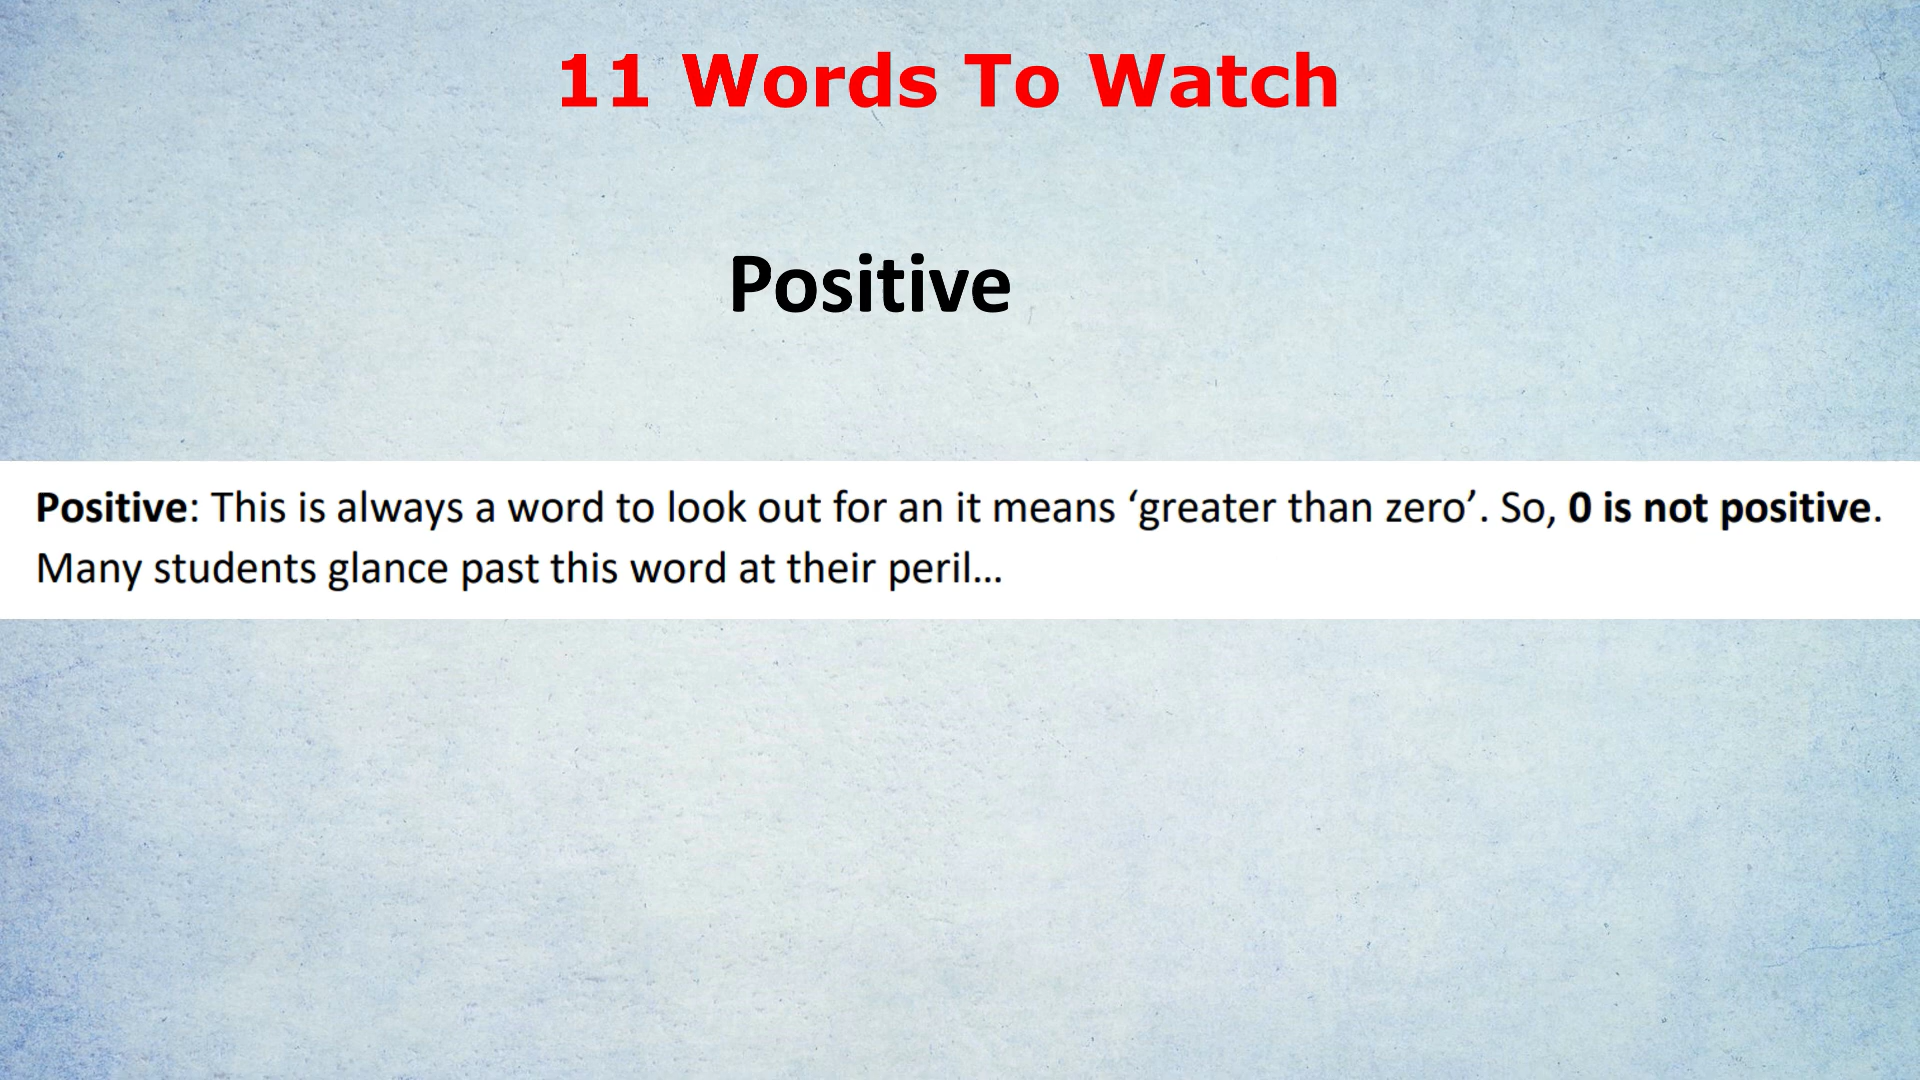 11 Words To Watch
Positive
Positive: This is always a word to look out for an it means ‘greater than zero’. So, 0 is not positive.
Many students glance past this word at their peril...